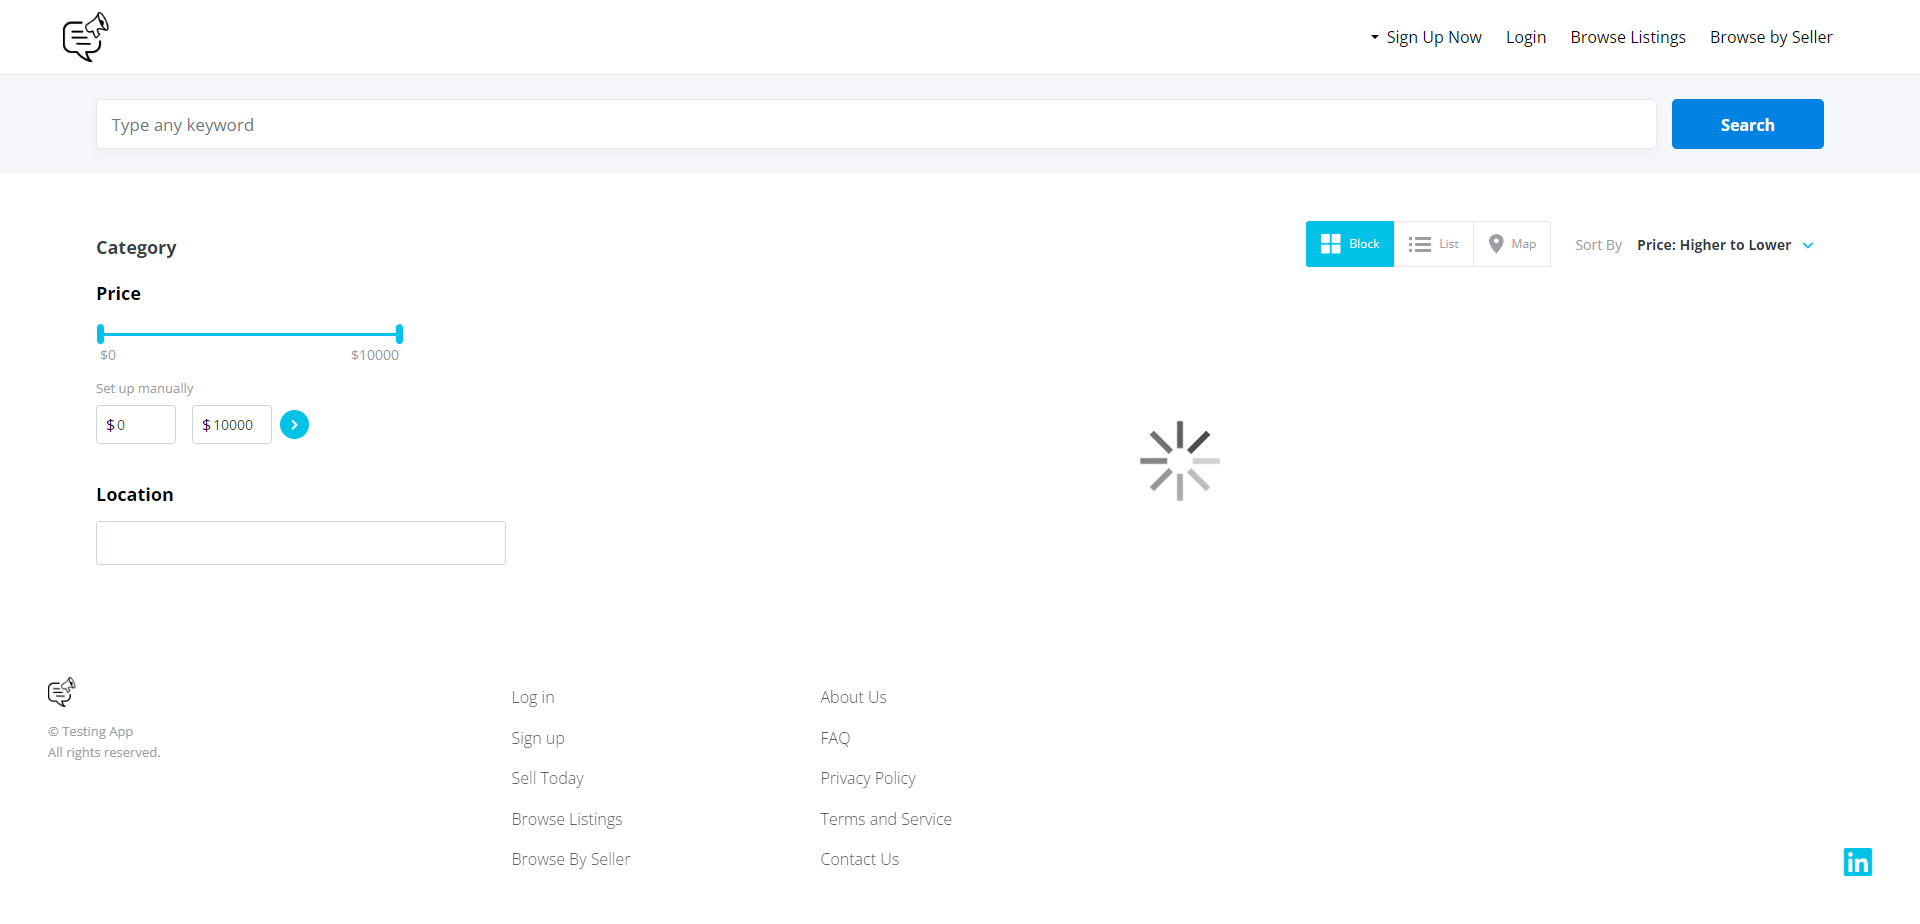 Sign Up Now
Login
Browse Listings
Browse by Seller
Type any keyword
Search
Category
Block
List
Map
Sort By
Price: Higher to Lower
Price
$0
$10000
Set up manually
$ 0
$ 10000
Location
© Testing App
All rights reserved.
Log in
Sign up
Sell Today
Browse Listings
Browse By Seller
About Us
FAQ
Privacy Policy
Terms and Service
Contact Us
in